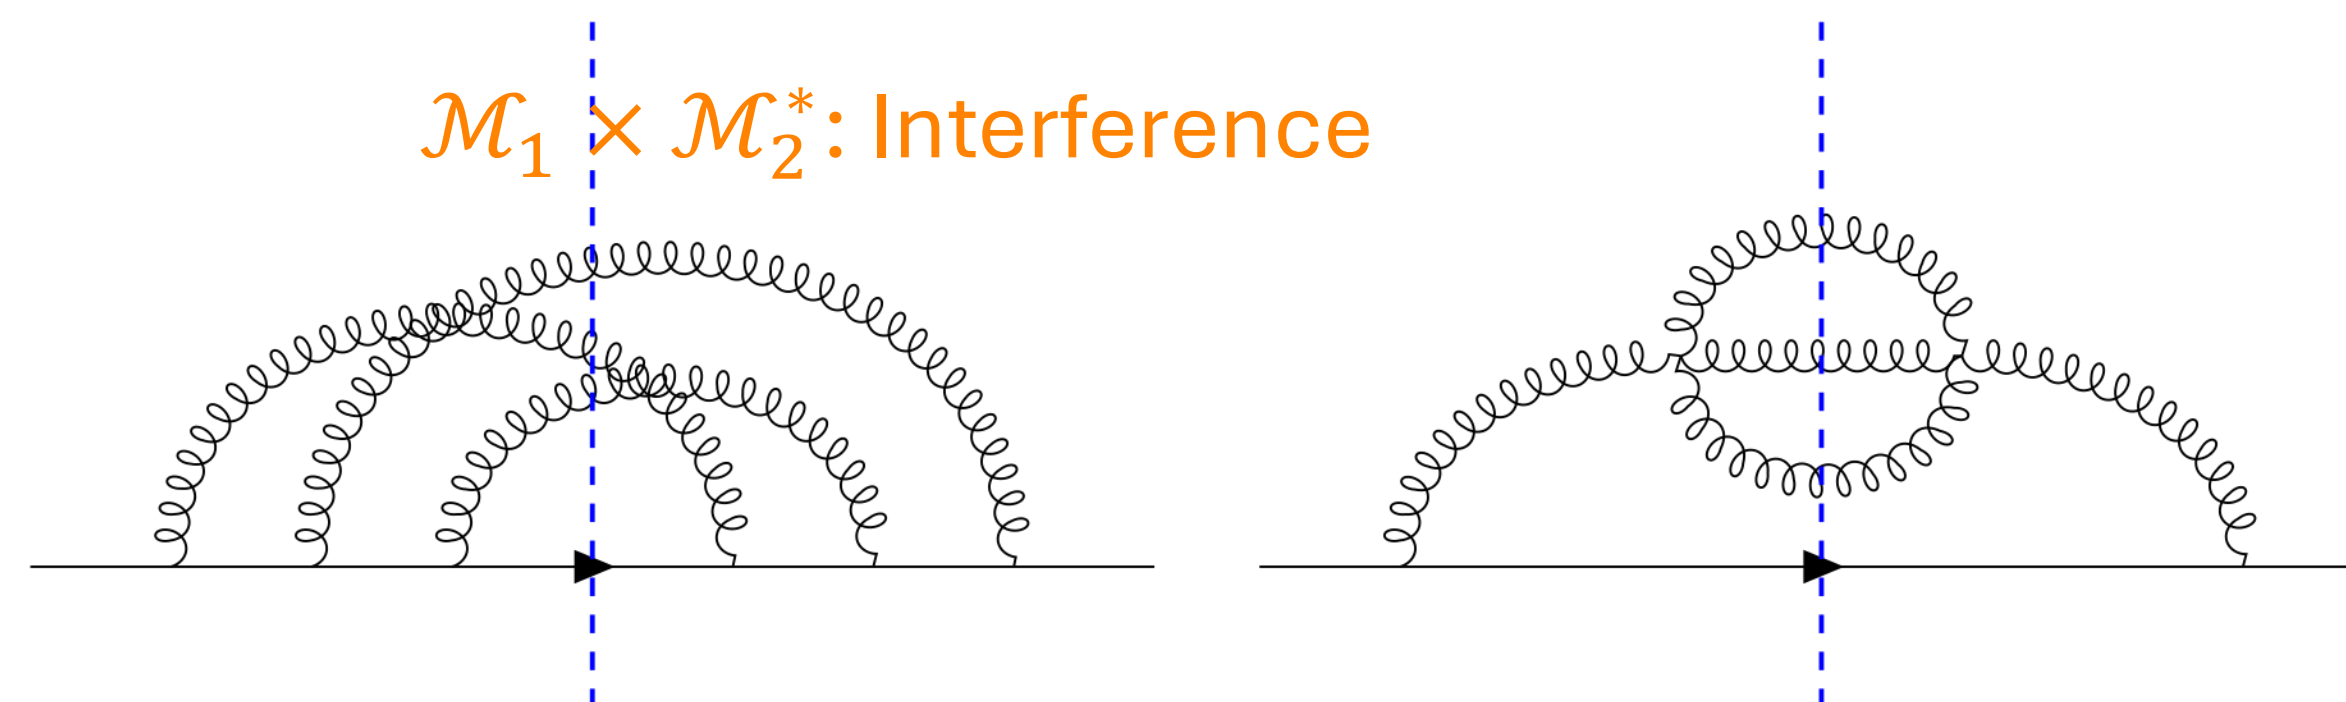 ℳ₁ × ℳ₂*: Interference